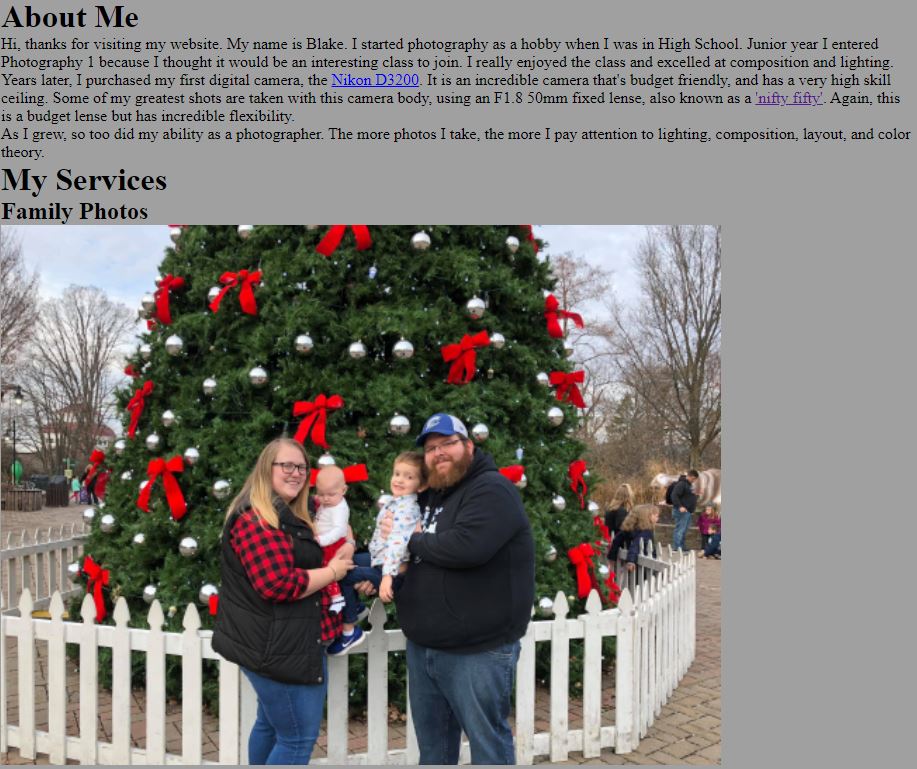 About Me
Hi, thanks for visiting my website. My name is Blake. I started photography as a hobby when I was in High School. Junior year I entered
Photography 1 because I thought it would be an interesting class to join. I really enjoyed the class and excelled at composition and lighting.
Years later, I purchased my first digital camera, the Nikon D3200. It is an incredible camera that's budget friendly, and has a very high skill
ceiling. Some of my greatest shots are taken with this camera body, using an F1.8 50mm fixed lense, also known as a 'nifty fifty'. Again, this
is a budget lense but has incredible flexibility.
As I grew, so too did my ability as a photographer. The more photos I take, the more I pay attention to lighting, composition, layout, and color
theory.
My Services
Family Photos